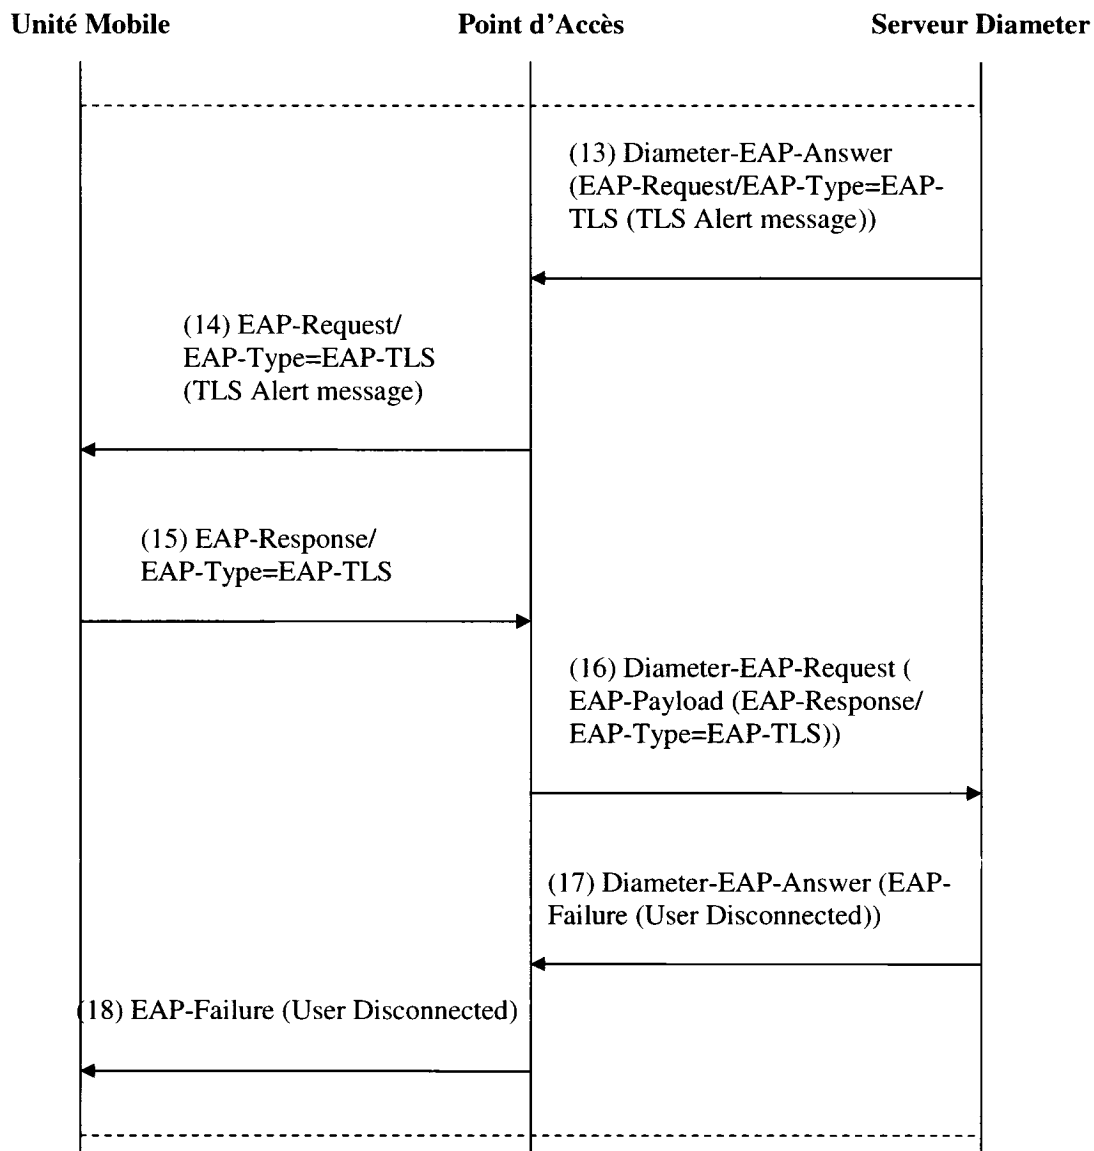 Unité Mobile
Point d'Accès
Serveur Diameter
(13) Diameter-EAP-Answer
(EAP-Request/EAP-Type=EAP-
TLS (TLS Alert message))
(14) EAP-Request/
EAP-Type=EAP-TLS
(TLS Alert message)
(15) EAP-Response/
EAP-Type=EAP-TLS
(16) Diameter-EAP-Request (
EAP-Payload (EAP-Response/
EAP-Type=EAP-TLS))
(17) Diameter-EAP-Answer (EAP-
Failure (User Disconnected))
(18) EAP-Failure (User Disconnected)